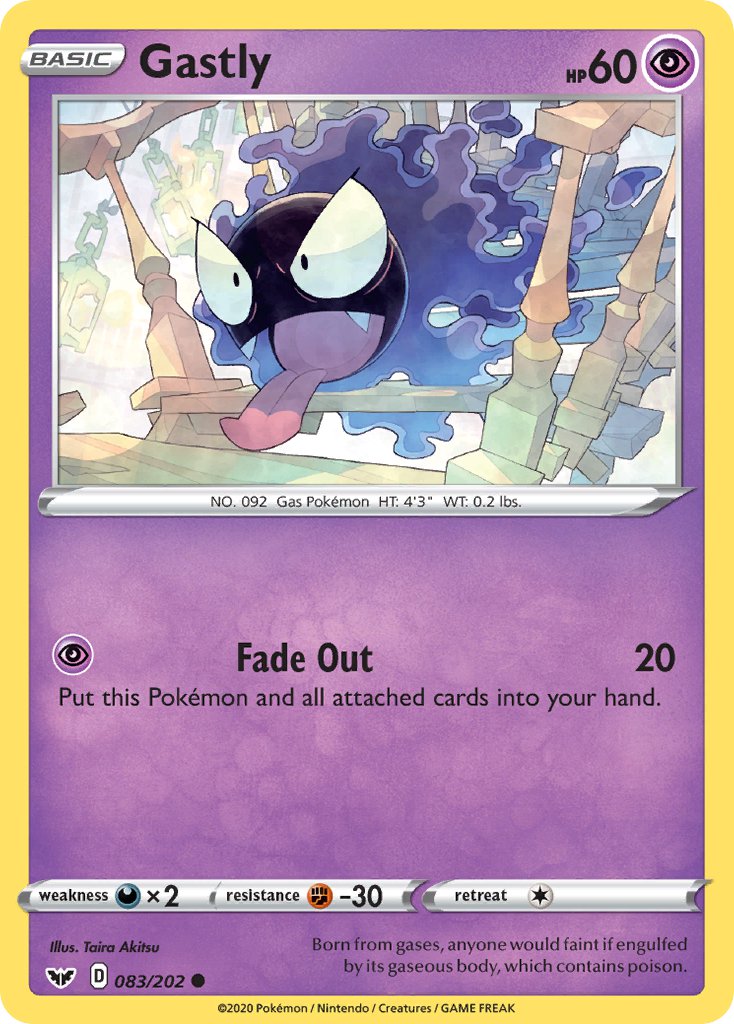 BASIC Gastly HP60
NO. 092 Gas Pokémon HT: 4'3" WT: 0.2 lbs.
Fade Out 20
Put this Pokémon and all attached cards into your hand.
weakness ×2 resistance -30 retreat
Illus. Taira Akitsu
Born from gases, anyone would faint if engulfed
by its gaseous body, which contains poison.
D 083/202
©2020 Pokémon / Nintendo / Creatures / GAME FREAK